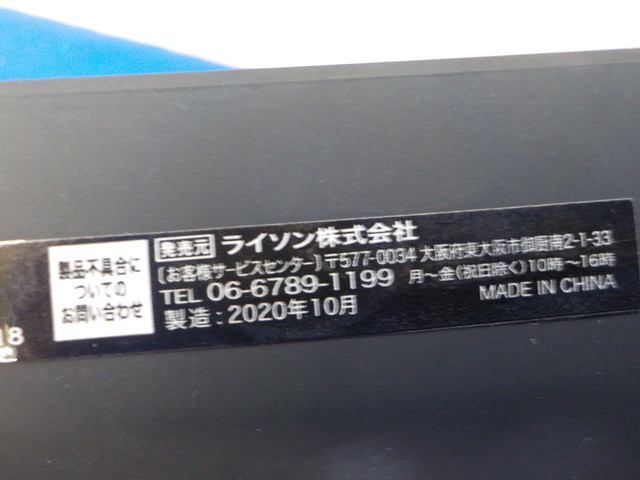 製品不具合に
ついての
お問い合わせ
発売元 ライソン株式会社
〔お客様サービスセンター〕〒577-0034 大阪府東大阪市御厨南2-1-33
TEL 06-6789-1199 月〜金(祝日除く)10時〜16時
製造:2020年10月 MADE IN CHINA
18